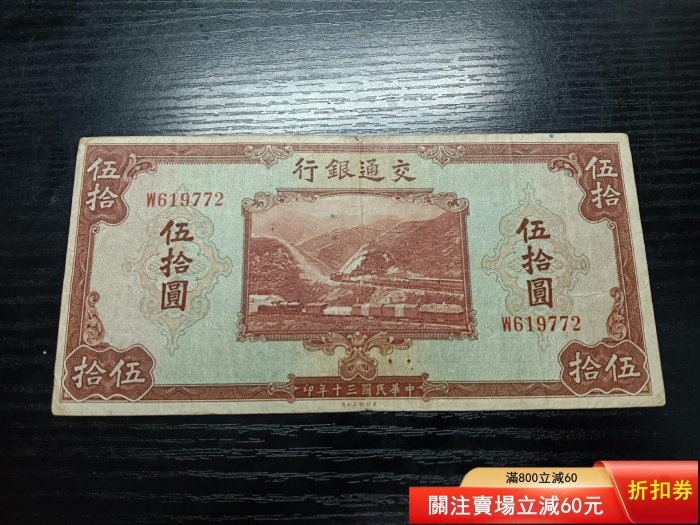 行銀通交
伍拾
伍拾
W619772
伍拾圓
伍拾圓
W619772
拾伍
伍拾
印年十三國民華中
滿800立減60
關注賣場立減60元
折扣券